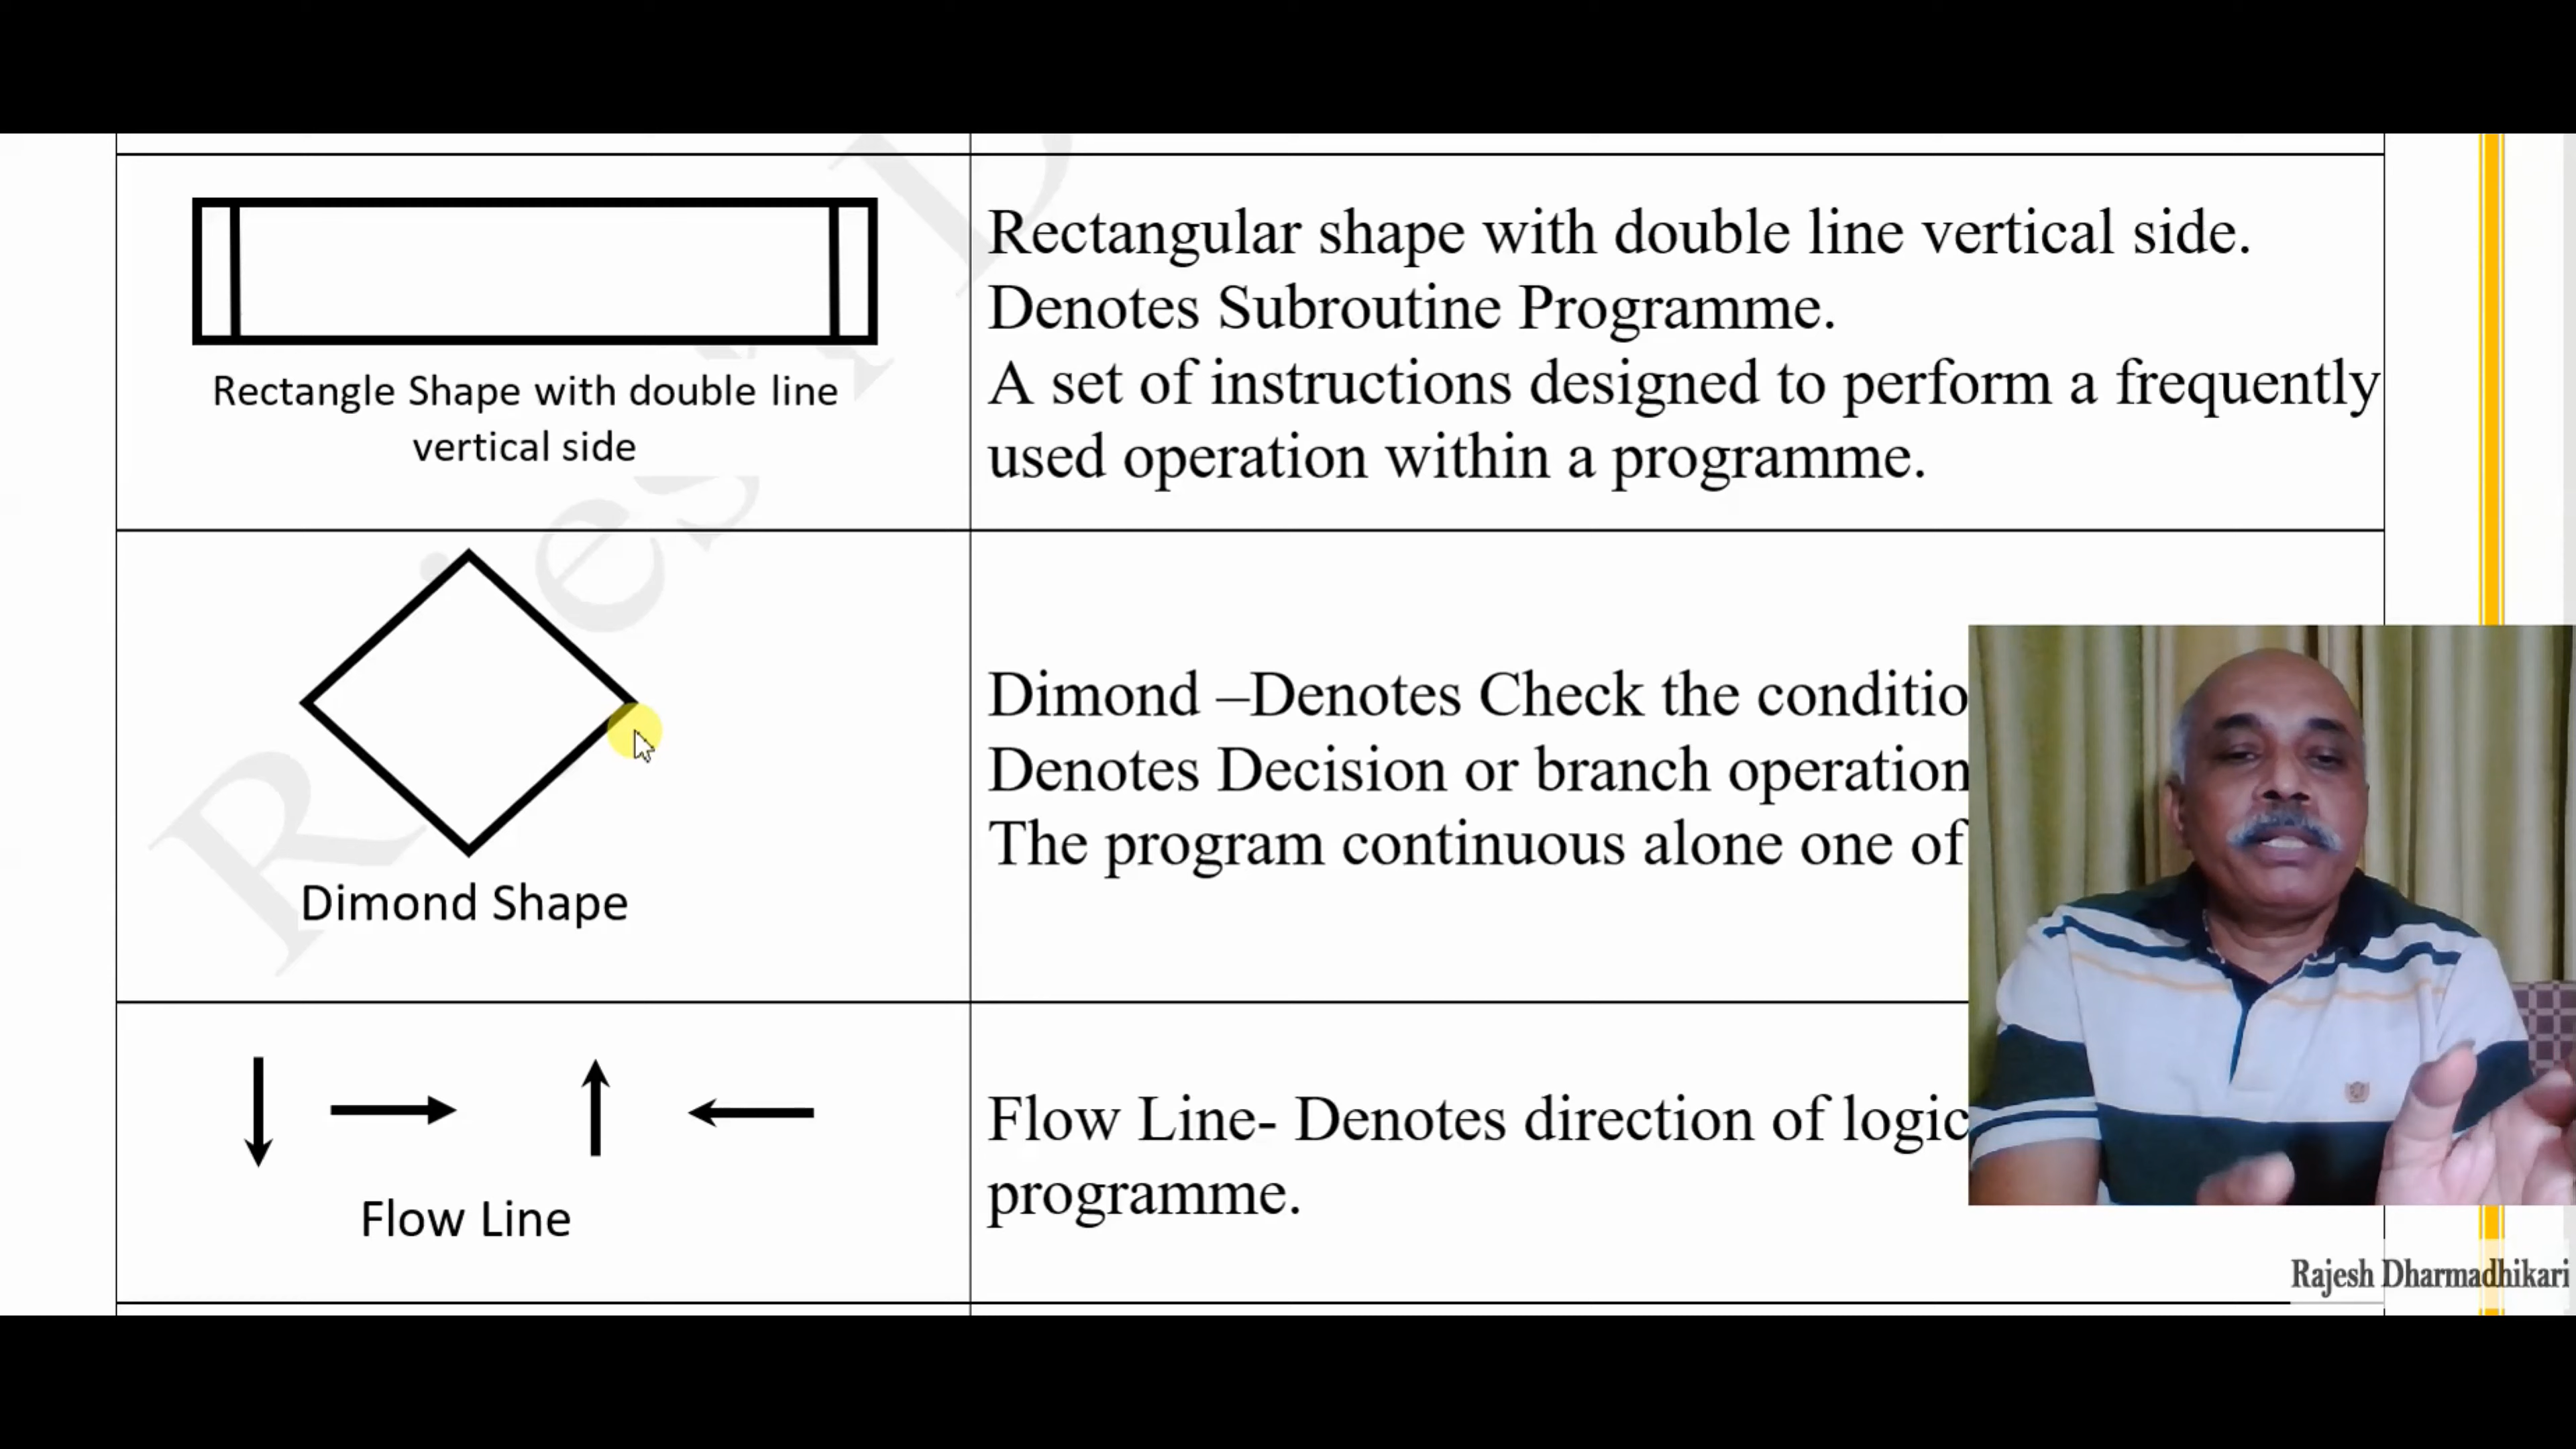 Rectangle Shape with double line
vertical side
Rectangular shape with double line vertical side.
Denotes Subroutine Programme.
A set of instructions designed to perform a frequently
used operation within a programme.
Dimond Shape
Dimond –Denotes Check the conditio
Denotes Decision or branch operation
The program continuous alone one of
Flow Line
Flow Line- Denotes direction of logic
programme.
Rajesh Dharmadhikari